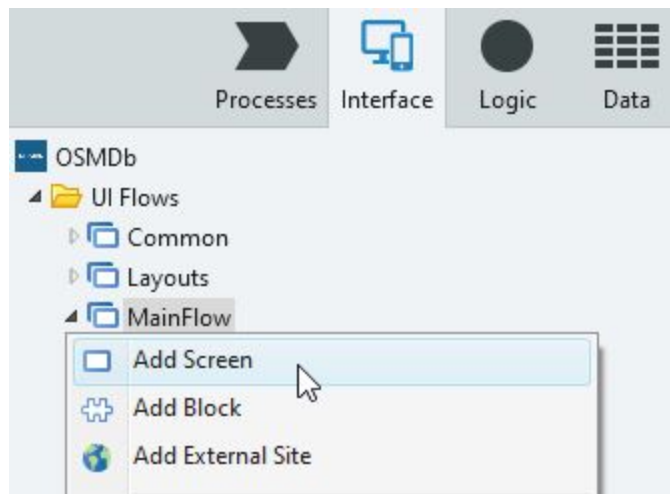 Processes Interface Logic Data
OSMDb
UI Flows
Common
Layouts
MainFlow
Add Screen
Add Block
Add External Site